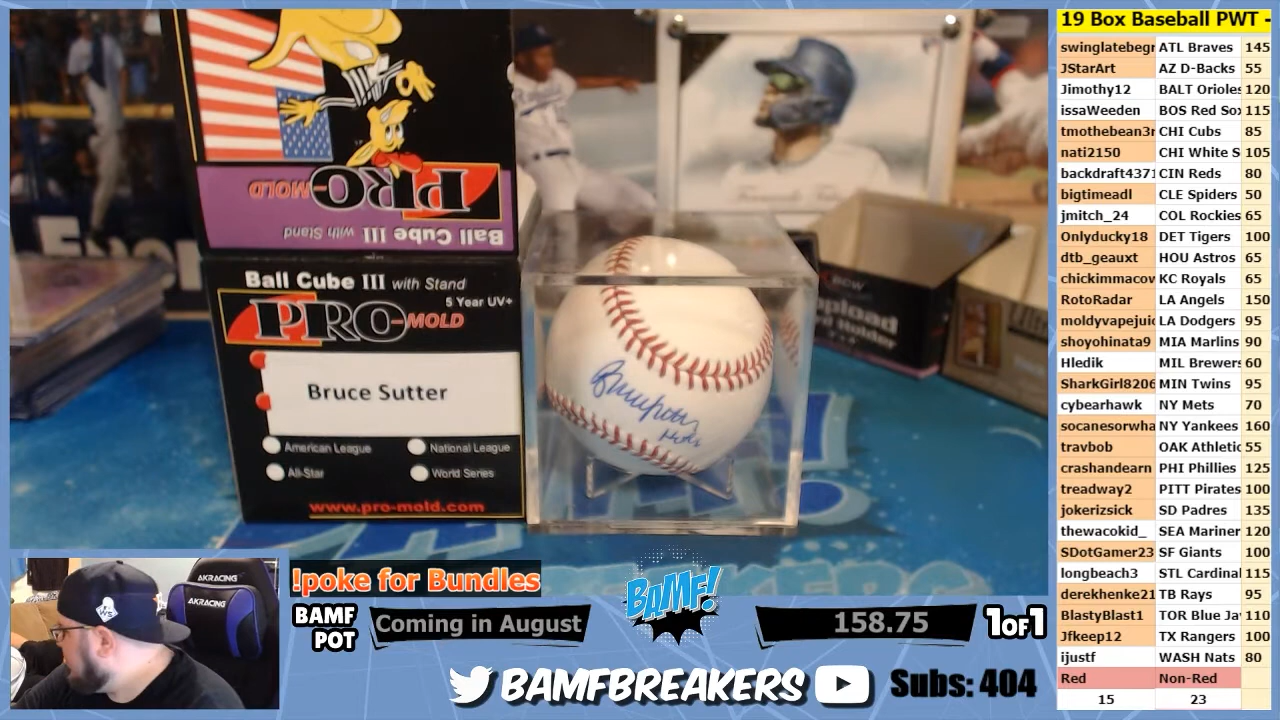 PRO-MOLD
Ball Cube III with Stand
Ball Cube III with Stand
5 Year UV+
PRO-MOLD
Bruce Sutter
American League
National League
All-Star
World Series
www.pro-mold.com
!poke for Bundles
BAMF POT
Coming in August
BAMF!
158.75
1OF1
BAMFBREAKERS
Subs: 404
AKRACING
AKRACING
19 Box Baseball PWT -
swinglatebegr ATL Braves 145
JStarArt AZ D-Backs 55
Jimothy12 BALT Orioles 120
issaWeeden BOS Red Sox 115
tmothebean3r CHI Cubs 85
nati2150 CHI White S 105
backdraft4371 CIN Reds 80
bigtimeadl CLE Spiders 50
jmitch_24 COL Rockies 65
Onlyducky18 DET Tigers 100
dtb_geauxt HOU Astros 65
chickimmacow KC Royals 65
RotoRadar LA Angels 150
moldyvapejuic LA Dodgers 95
shoyohinata9 MIA Marlins 90
Hledik MIL Brewers 60
SharkGirl8206 MIN Twins 95
cybearhawk NY Mets 70
socanesorwha NY Yankees 160
travbob OAK Athletic 55
crashandearn PHI Phillies 125
treadway2 PITT Pirates 100
jokerizsick SD Padres 135
thewacokid_ SEA Mariner 120
SDotGamer23 SF Giants 100
longbeach3 STL Cardinal 115
derekhenke21 TB Rays 95
BlastyBlast1 TOR Blue Ja 110
Jfkeep12 TX Rangers 100
ijustf WASH Nats 80
Red Non-Red
15 23